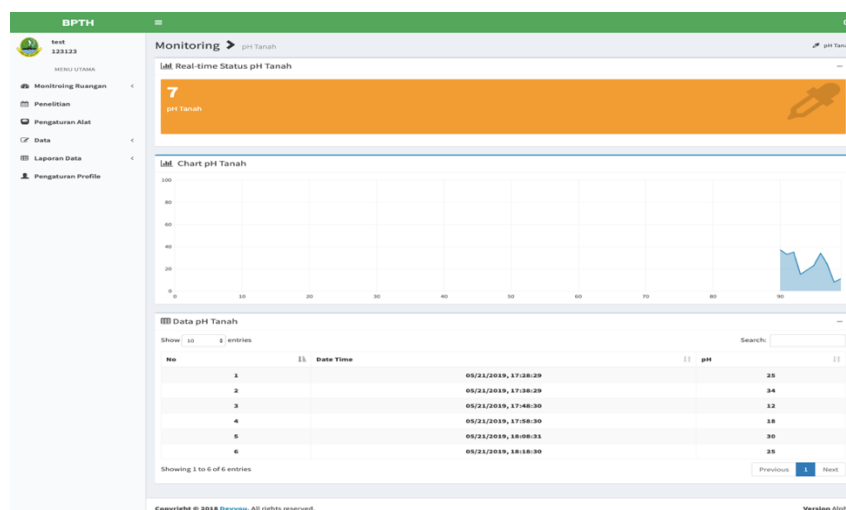 BPTH
test
123123
MENU UTAMA
Monitroing Ruangan
Penelitian
Pengaturan Alat
Data
Laporan Data
Pengaturan Profile
Monitoring pH Tanah
pH Tana
Real-time Status pH Tanah
7
pH Tanah
Chart pH Tanah
100
80
60
40
20
0
0 10 20 30 40 50 60 70 80 90
Data pH Tanah
Show 10 entries
Search:
No Date Time pH
1 05/21/2019, 17:28:29 25
2 05/21/2019, 17:38:29 34
3 05/21/2019, 17:48:30 12
4 05/21/2019, 17:58:30 18
5 05/21/2019, 18:08:31 30
6 05/21/2019, 18:18:30 25
Showing 1 to 6 of 6 entries
Previous 1 Next
Copyright © 2018 Devvau. All rights reserved.
Version Alph